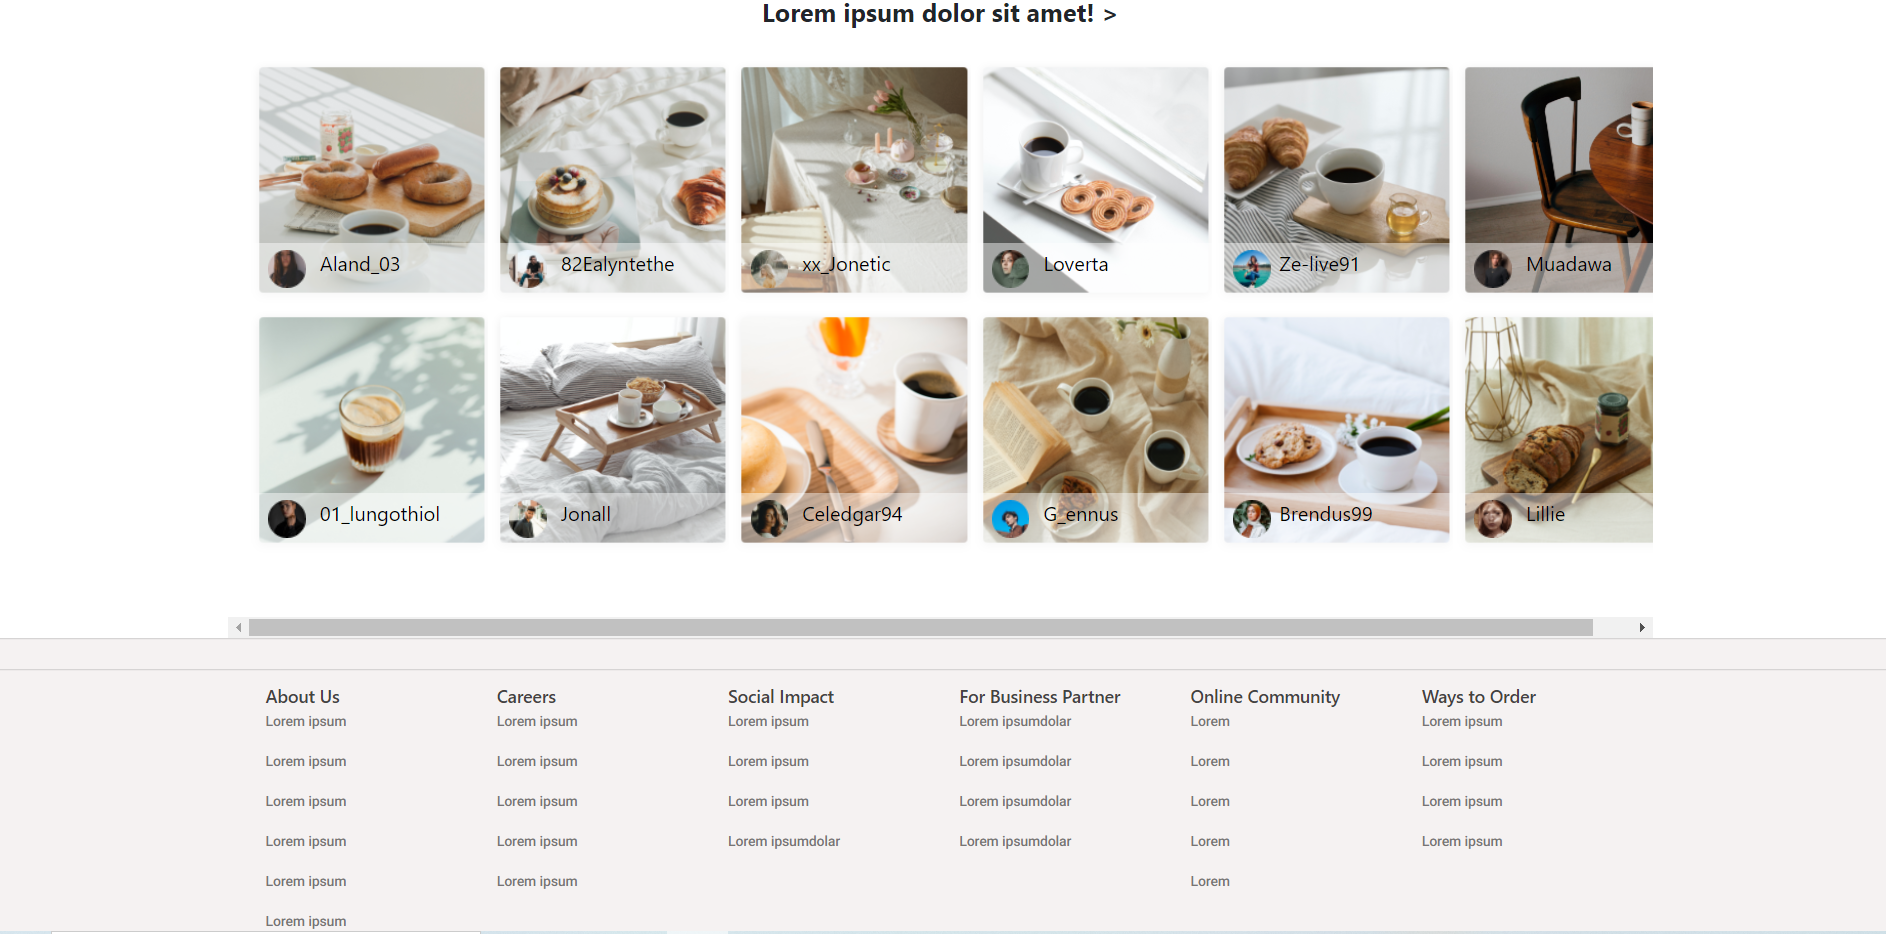 Lorem ipsum dolor sit amet! >
Aland_03
82Ealyntethe
xx_Jonetic
Loverta
Ze-live91
Muadawa
01_lungothiol
Jonall
Celedgar94
G_ennus
Brendus99
Lillie
About Us
Lorem ipsum
Lorem ipsum
Lorem ipsum
Lorem ipsum
Lorem ipsum
Lorem ipsum
Careers
Lorem ipsum
Lorem ipsum
Lorem ipsum
Lorem ipsum
Lorem ipsum
Social Impact
Lorem ipsum
Lorem ipsum
Lorem ipsum
Lorem ipsumdolar
For Business Partner
Lorem ipsumdolar
Lorem ipsumdolar
Lorem ipsumdolar
Lorem ipsumdolar
Online Community
Lorem
Lorem
Lorem
Lorem
Lorem
Ways to Order
Lorem ipsum
Lorem ipsum
Lorem ipsum
Lorem ipsum